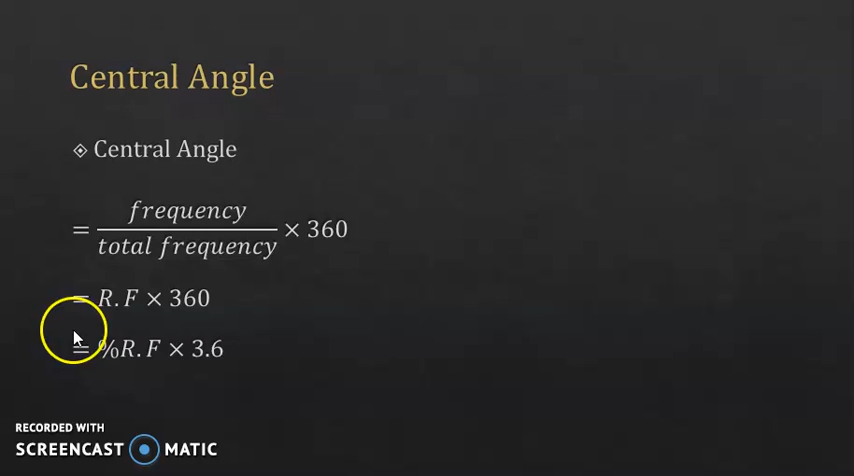 Central Angle
Central Angle
= frequency / total frequency × 360
= R.F × 360
= %R.F × 3.6
RECORDED WITH
SCREENCAST MATIC